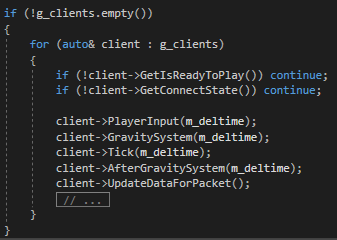 if (!g_clients.empty())
{
for (auto& client : g_clients)
{
if (!client->GetIsReadyToPlay()) continue;
if (!client->GetConnectState()) continue;
client->PlayerInput(m_deltime);
client->GravitySystem(m_deltime);
client->Tick(m_deltime);
client->AfterGravitySystem(m_deltime);
client->UpdateDataForPacket();
// ...
}
}